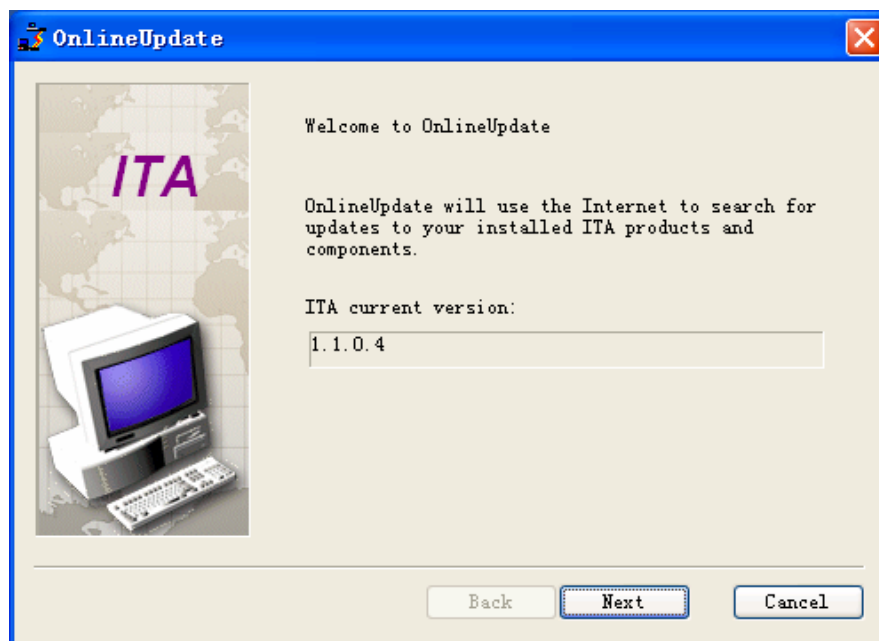 OnlineUpdate
ITA
Welcome to OnlineUpdate
OnlineUpdate will use the Internet to search for
updates to your installed ITA products and
components.
ITA current version:
1.1.0.4
Back
Next
Cancel